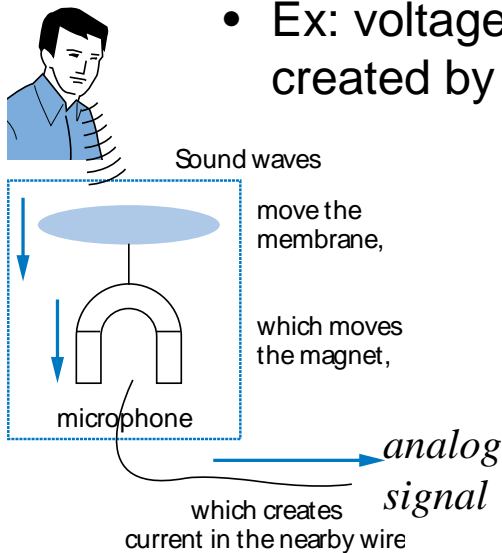 • Ex: voltage
created by
Sound waves
move the
membrane,
which moves
the magnet,
microphone
analog
signal
which creates
current in the nearby wire